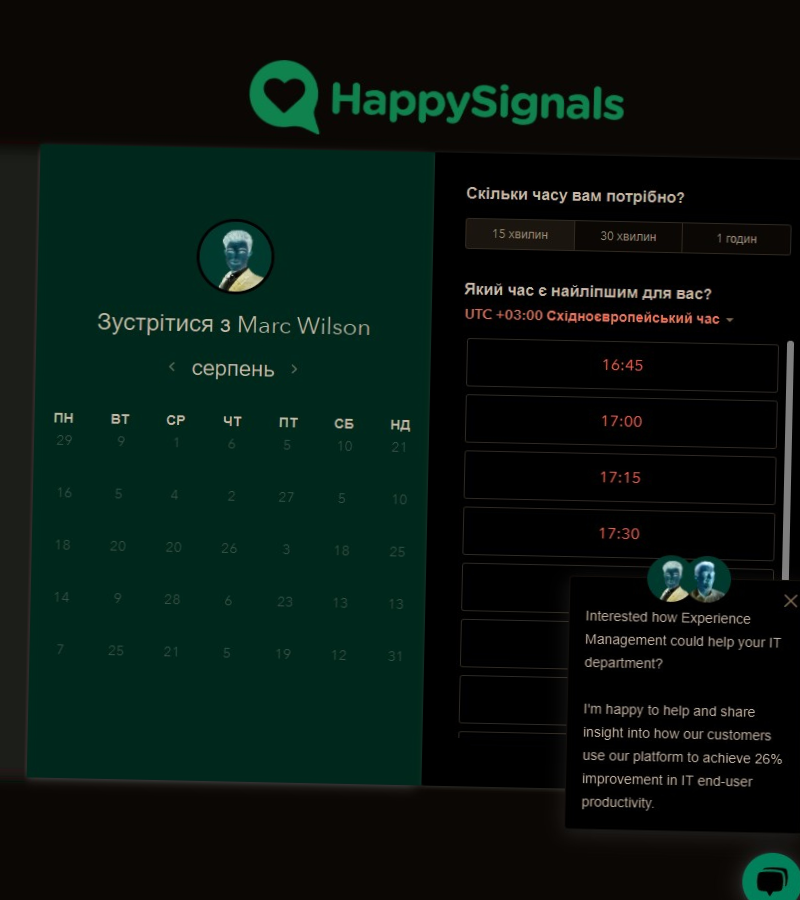 HappySignals
Зустрітися з Marc Wilson
серпень
ПН ВТ СР ЧТ ПТ СБ НД
29 9 1 6 5 10 21
16 5 4 2 27 5 10
18 20 20 26 3 18 25
14 9 28 6 23 13 13
7 25 21 5 19 12 31
Скільки часу вам потрібно?
15 хвилин 30 хвилин 1 годин
Який час є найліпшим для вас?
UTC +03:00 Східноєвропейський час
16:45
17:00
17:15
17:30
Interested how Experience
Management could help your IT
department?
I'm happy to help and share
insight into how our customers
use our platform to achieve 26%
improvement in IT end-user
productivity.